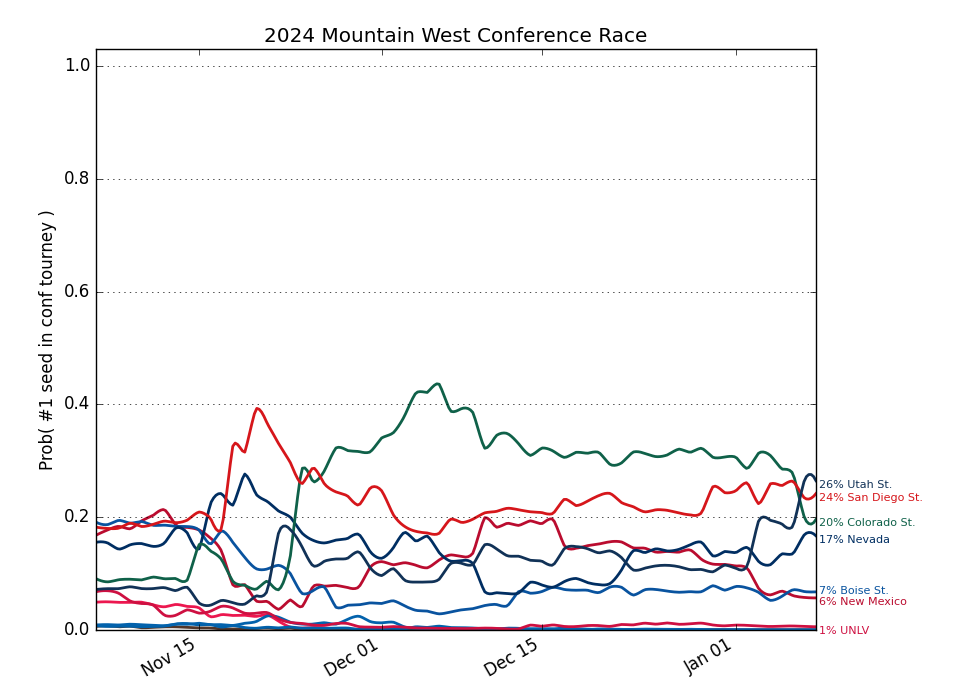 2024 Mountain West Conference Race
Prob( #1 seed in conf tourney )
1.0
0.8
0.6
0.4
0.2
0.0
Nov 15
Dec 01
Dec 15
Jan 01
26% Utah St.
24% San Diego St.
20% Colorado St.
17% Nevada
7% Boise St.
6% New Mexico
1% UNLV